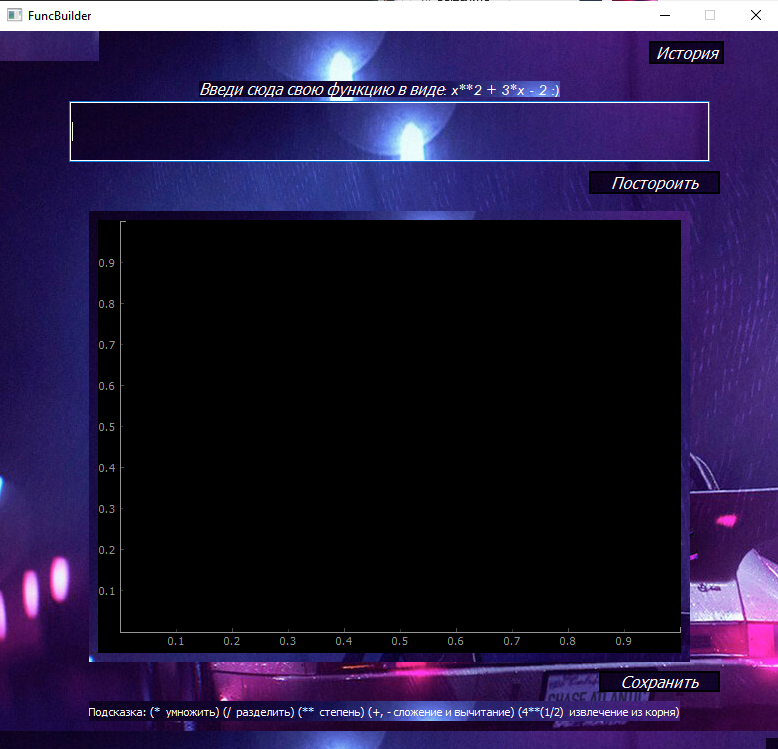 FuncBuilder
История
Введи сюда свою функцию в виде: x**2 + 3*x - 2 :)
Постороить
0.9
0.8
0.7
0.6
0.5
0.4
0.3
0.2
0.1
0.1 0.2 0.3 0.4 0.5 0.6 0.7 0.8 0.9
Сохранить
Подсказка: (* умножить) (/ разделить) (** степень) (+, - сложение и вычитание) (4**(1/2) извлечение из корня)